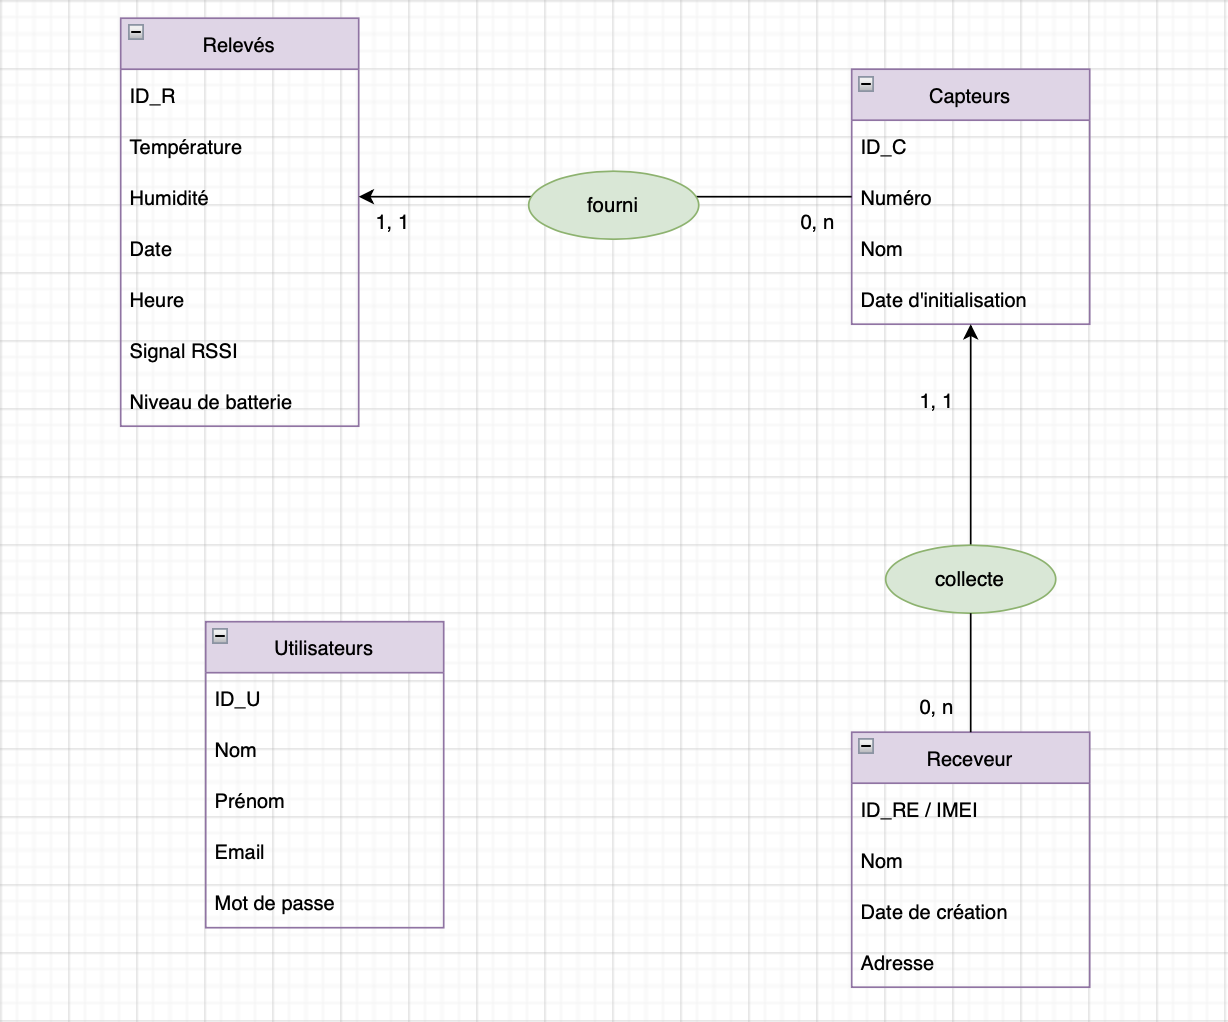 Relevés
ID_R
Température
Humidité
Date
Heure
Signal RSSI
Niveau de batterie
1, 1
fourni
0, n
Capteurs
ID_C
Numéro
Nom
Date d'initialisation
1, 1
collecte
0, n
Utilisateurs
ID_U
Nom
Prénom
Email
Mot de passe
Receveur
ID_RE / IMEI
Nom
Date de création
Adresse